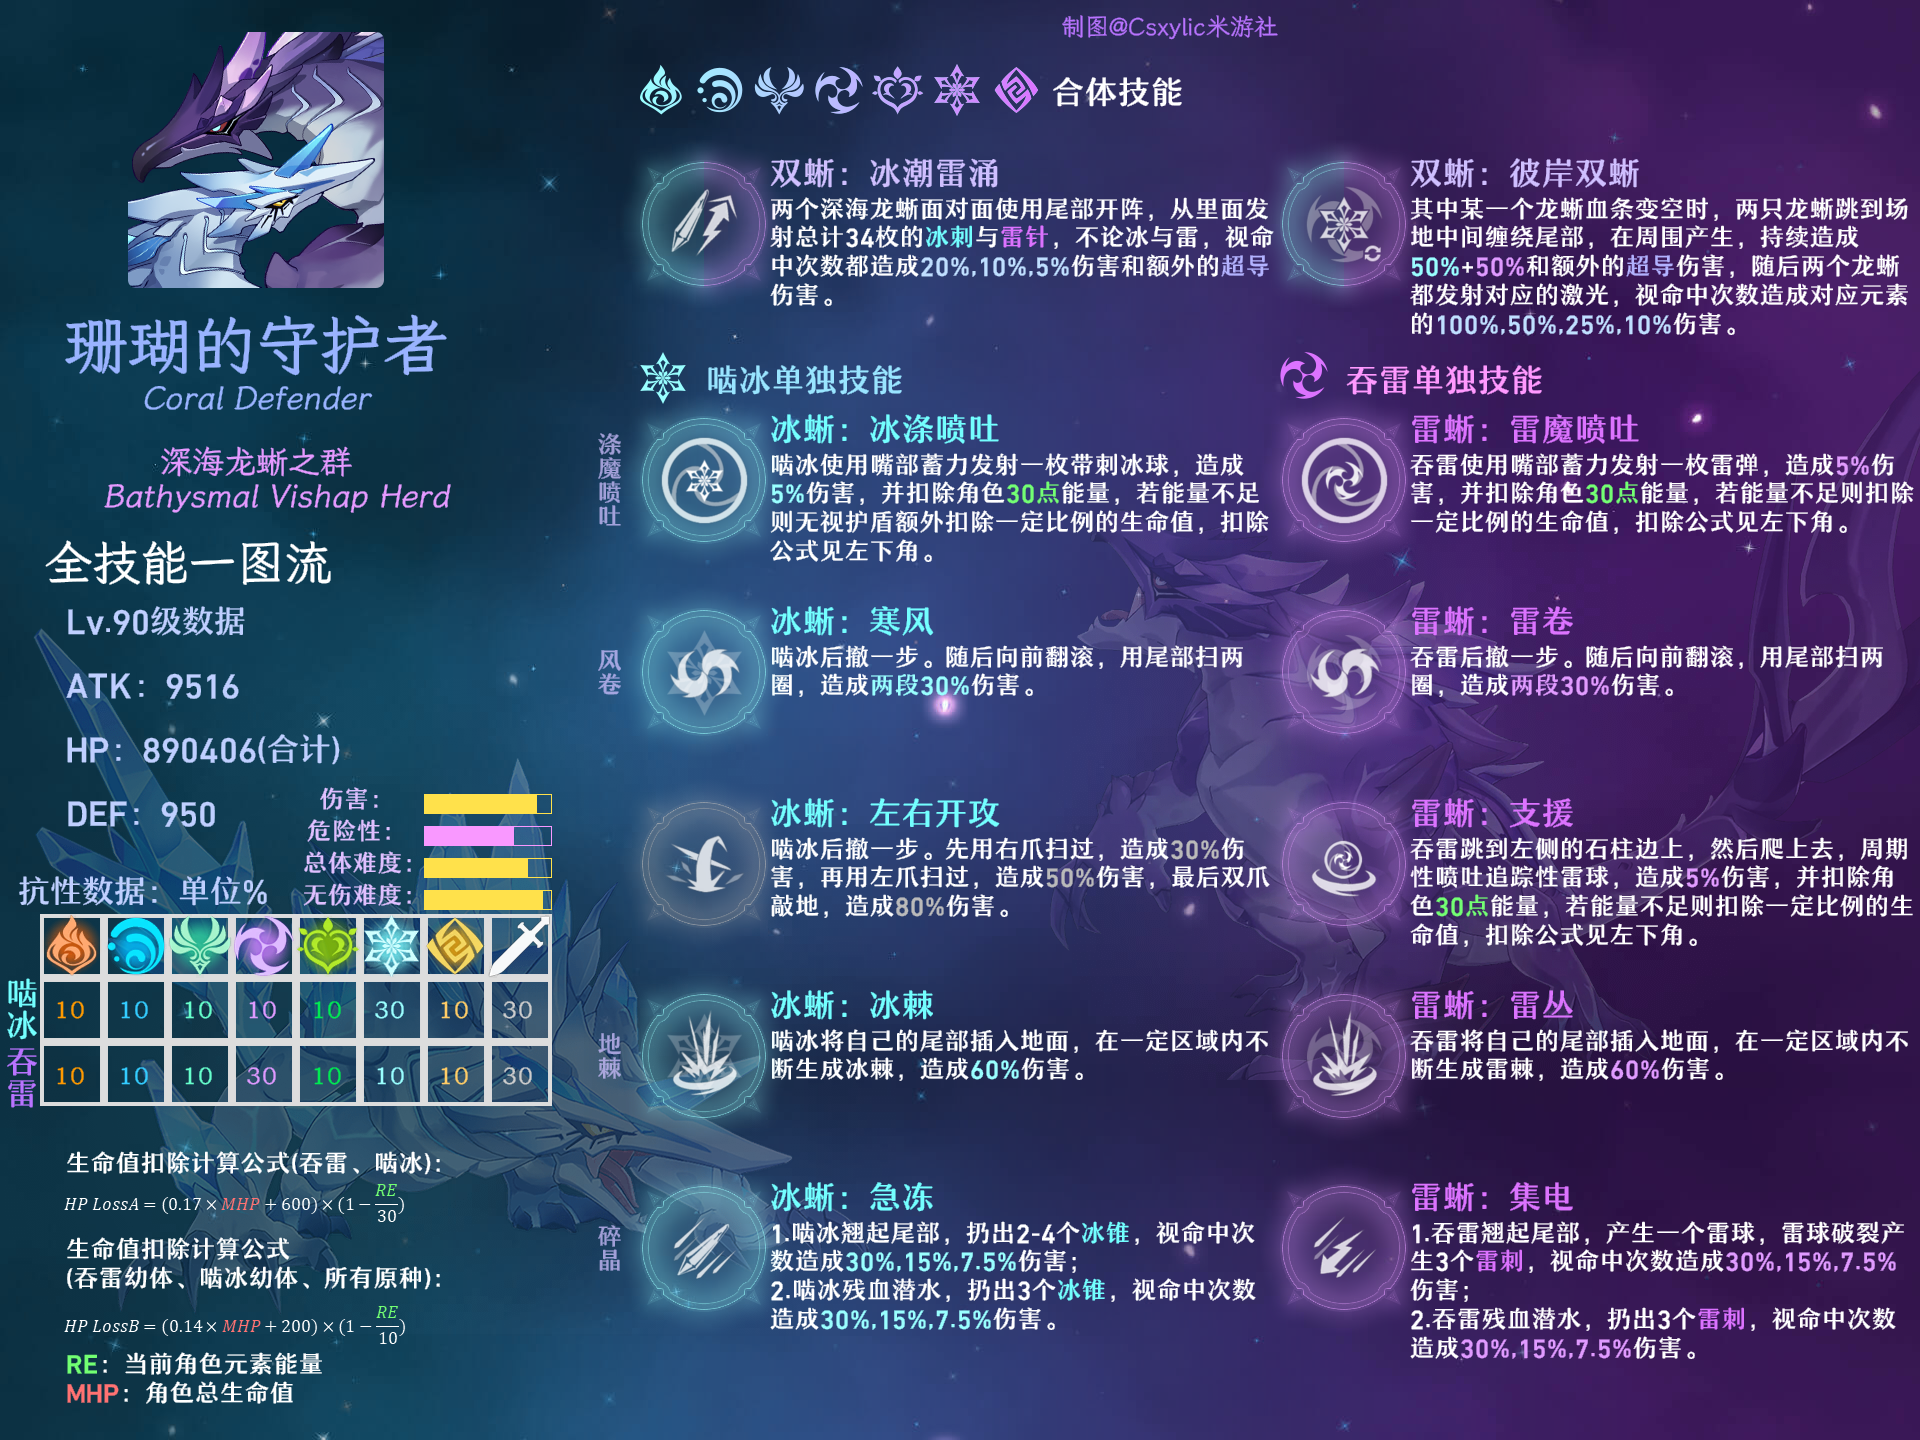 制图@Csxylic米游社
珊瑚的守护者
Coral Defender
深海龙蜥之群
Bathysmal Vishap Herd
全技能一图流
Lv.90级数据
ATK：9516
HP：890406(合计)
DEF：950
伤害：
危险性：
总体难度：
无伤难度：
抗性数据：单位%
啮冰 10 10 10 10 10 30 10 30
吞雷 10 10 10 30 10 10 10 30
生命值扣除计算公式(吞雷、啮冰)：
HP LossA = (0.17 × MHP + 600) × (1 − RE/30)
生命值扣除计算公式
(吞雷幼体、啮冰幼体、所有原种)：
HP LossB = (0.14 × MHP + 200) × (1 − RE/10)
RE：当前角色元素能量
MHP：角色总生命值
合体技能
双蜥：冰潮雷涌
两个深海龙蜥面对面使用尾部开阵，从里面发
射总计34枚的冰刺与雷针，不论冰与雷，视命
中次数都造成20%,10%,5%伤害和额外的超导
伤害。
双蜥：彼岸双蜥
其中某一个龙蜥血条变空时，两只龙蜥跳到场
地中间缠绕尾部，在周围产生，持续造成
50%+50%和额外的超导伤害，随后两个龙蜥
都发射对应的激光，视命中次数造成对应元素
的100%,50%,25%,10%伤害。
啮冰单独技能
涤魔喷吐
冰蜥：冰涤喷吐
啮冰使用嘴部蓄力发射一枚带刺冰球，造成
5%伤害，并扣除角色30点能量，若能量不足
则无视护盾额外扣除一定比例的生命值，扣除
公式见左下角。
风卷
冰蜥：寒风
啮冰后撤一步。随后向前翻滚，用尾部扫两
圈，造成两段30%伤害。
冰蜥：左右开攻
啮冰后撤一步。先用右爪扫过，造成30%伤
害，再用左爪扫过，造成50%伤害，最后双爪
敲地，造成80%伤害。
地棘
冰蜥：冰棘
啮冰将自己的尾部插入地面，在一定区域内不
断生成冰棘，造成60%伤害。
碎晶
冰蜥：急冻
1.啮冰翘起尾部，扔出2-4个冰锥，视命中次
数造成30%,15%,7.5%伤害；
2.啮冰残血潜水，扔出3个冰锥，视命中次数
造成30%,15%,7.5%伤害。
吞雷单独技能
雷蜥：雷魔喷吐
吞雷使用嘴部蓄力发射一枚雷弹，造成5%伤
害，并扣除角色30点能量，若能量不足则扣除
一定比例的生命值，扣除公式见左下角。
雷蜥：雷卷
吞雷后撤一步。随后向前翻滚，用尾部扫两
圈，造成两段30%伤害。
雷蜥：支援
吞雷跳到左侧的石柱边上，然后爬上去，周期
性喷吐追踪性雷球，造成5%伤害，并扣除角
色30点能量，若能量不足则扣除一定比例的生
命值，扣除公式见左下角。
雷蜥：雷丛
吞雷将自己的尾部插入地面，在一定区域内不
断生成雷棘，造成60%伤害。
雷蜥：集电
1.吞雷翘起尾部，产生一个雷球，雷球破裂产
生3个雷刺，视命中次数造成30%,15%,7.5%
伤害；
2.吞雷残血潜水，扔出3个雷刺，视命中次数
造成30%,15%,7.5%伤害。